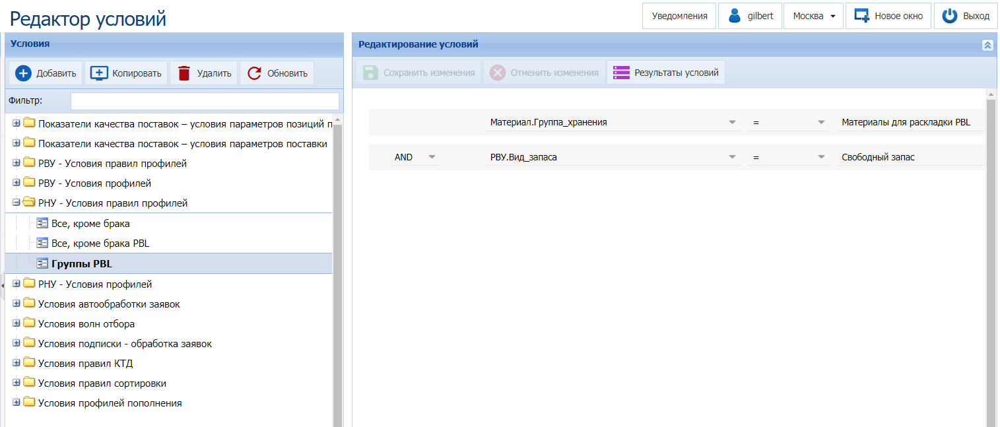 Редактор условий
Уведомления
gilbert
Москва
Новое окно
Выход
Условия
Добавить
Копировать
Удалить
Обновить
Фильтр:
Показатели качества поставок – условия параметров позиций п
Показатели качества поставок – условия параметров поставки
РВУ - Условия правил профилей
РВУ - Условия профилей
РНУ - Условия правил профилей
Все, кроме брака
Все, кроме брака PBL
Группы PBL
РНУ - Условия профилей
Условия автообработки заявок
Условия волн отбора
Условия подписки - обработка заявок
Условия правил КТД
Условия правил сортировки
Условия профилей пополнения
Редактирование условий
Сохранить изменения
Отменить изменения
Результаты условий
Материал.Группа_хранения = Материалы для раскладки PBL
AND РВУ.Вид_запаса = Свободный запас